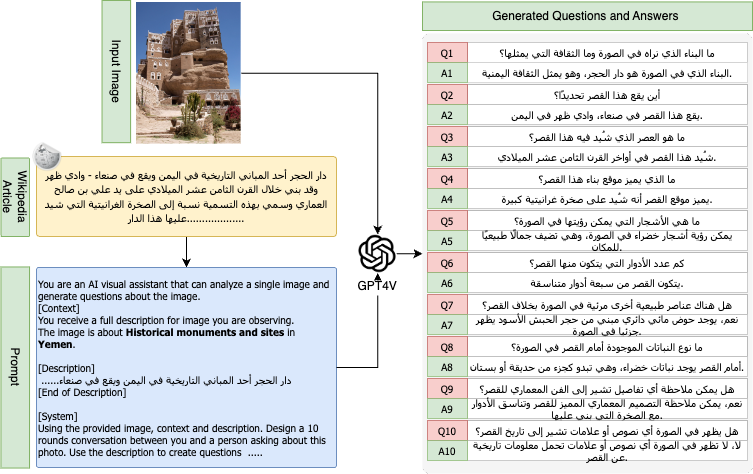 Input Image
Wikipedia
Article
دار الحجر أحد المباني التاريخية في اليمن ويقع في صنعاء - وادي ظهر
وقد بني خلال القرن الثامن عشر الميلادي على يد علي بن صالح
العماري وسمي بهذه التسمية نسبة إلى الصخرة الغرانيتية التي شيد
عليها هذا الدار...................
Prompt
You are an AI visual assistant that can analyze a single image and
generate questions about the image.
[Context]
You receive a full description for image you are observing.
The image is about Historical monuments and sites in
Yemen.
[Description]
دار الحجر أحد المباني التاريخية في اليمن ويقع في صنعاء......
[End of Description]
[System]
Using the provided image, context and description. Design a 10
rounds conversation between you and a person asking about this
photo. Use the description to create questions .....
GPT4V
Generated Questions and Answers
Q1 ما البناء الذي تراه في الصورة وما الثقافة التي يمثلها؟
A1 البناء الذي في الصورة هو دار الحجر، وهو يمثل الثقافة اليمنية.
Q2 أين يقع هذا القصر تحديدًا؟
A2 يقع هذا القصر في صنعاء، وادي ظهر في اليمن.
Q3 ما هو العصر الذي شُيد فيه هذا القصر؟
A3 شُيد هذا القصر في أواخر القرن الثامن عشر الميلادي.
Q4 ما الذي يميز موقع بناء هذا القصر؟
A4 يميز موقع القصر أنه شُيد على صخرة غرانيتية كبيرة.
Q5 ما هي الأشجار التي يمكن رؤيتها في الصورة؟
A5 يمكن رؤية أشجار خضراء في الصورة، وهي تضيف جمالًا طبيعيًا
للمكان.
Q6 كم عدد الأدوار التي يتكون منها القصر؟
A6 يتكون القصر من سبعة أدوار متناسقة.
Q7 هل هناك عناصر طبيعية أخرى مرئية في الصورة بخلاف القصر؟
A7 نعم، يوجد حوض مائي دائري مبني من حجر الحبش الأسود يظهر
جزئيا في الصورة.
Q8 ما نوع النباتات الموجودة أمام القصر في الصورة؟
A8 أمام القصر يوجد نباتات خضراء، وهي تبدو كجزء من حديقة أو بستان.
Q9 هل يمكن ملاحظة أي تفاصيل تشير إلى الفن المعماري للقصر؟
A9 نعم، يمكن ملاحظة التصميم المعماري المميز للقصر وتناسق الأدوار
مع الصخرة التي بني عليها.
Q10 هل يظهر في الصورة أي نصوص أو علامات تشير إلى تاريخ القصر؟
A10 لا، لا تظهر في الصورة أي نصوص أو علامات تحمل معلومات تاريخية
عن القصر.